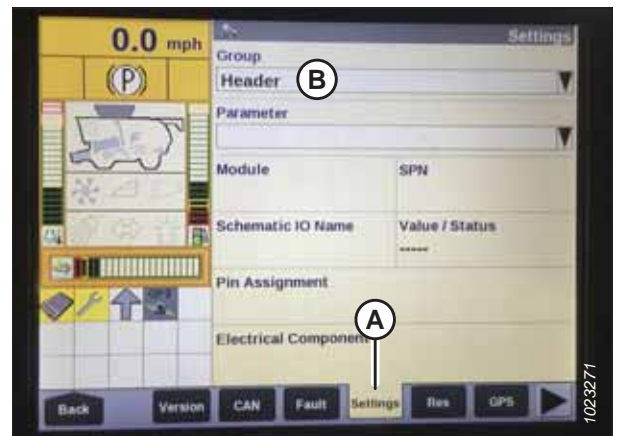 0.0 mph
Settings
(P)
Group
Header
B
Parameter
Module
SPN
Schematic IO Name
Value / Status
-----
Pin Assignment
A
Electrical Component
Back
Version
CAN
Fault
Settings
Res
GPS
1023271